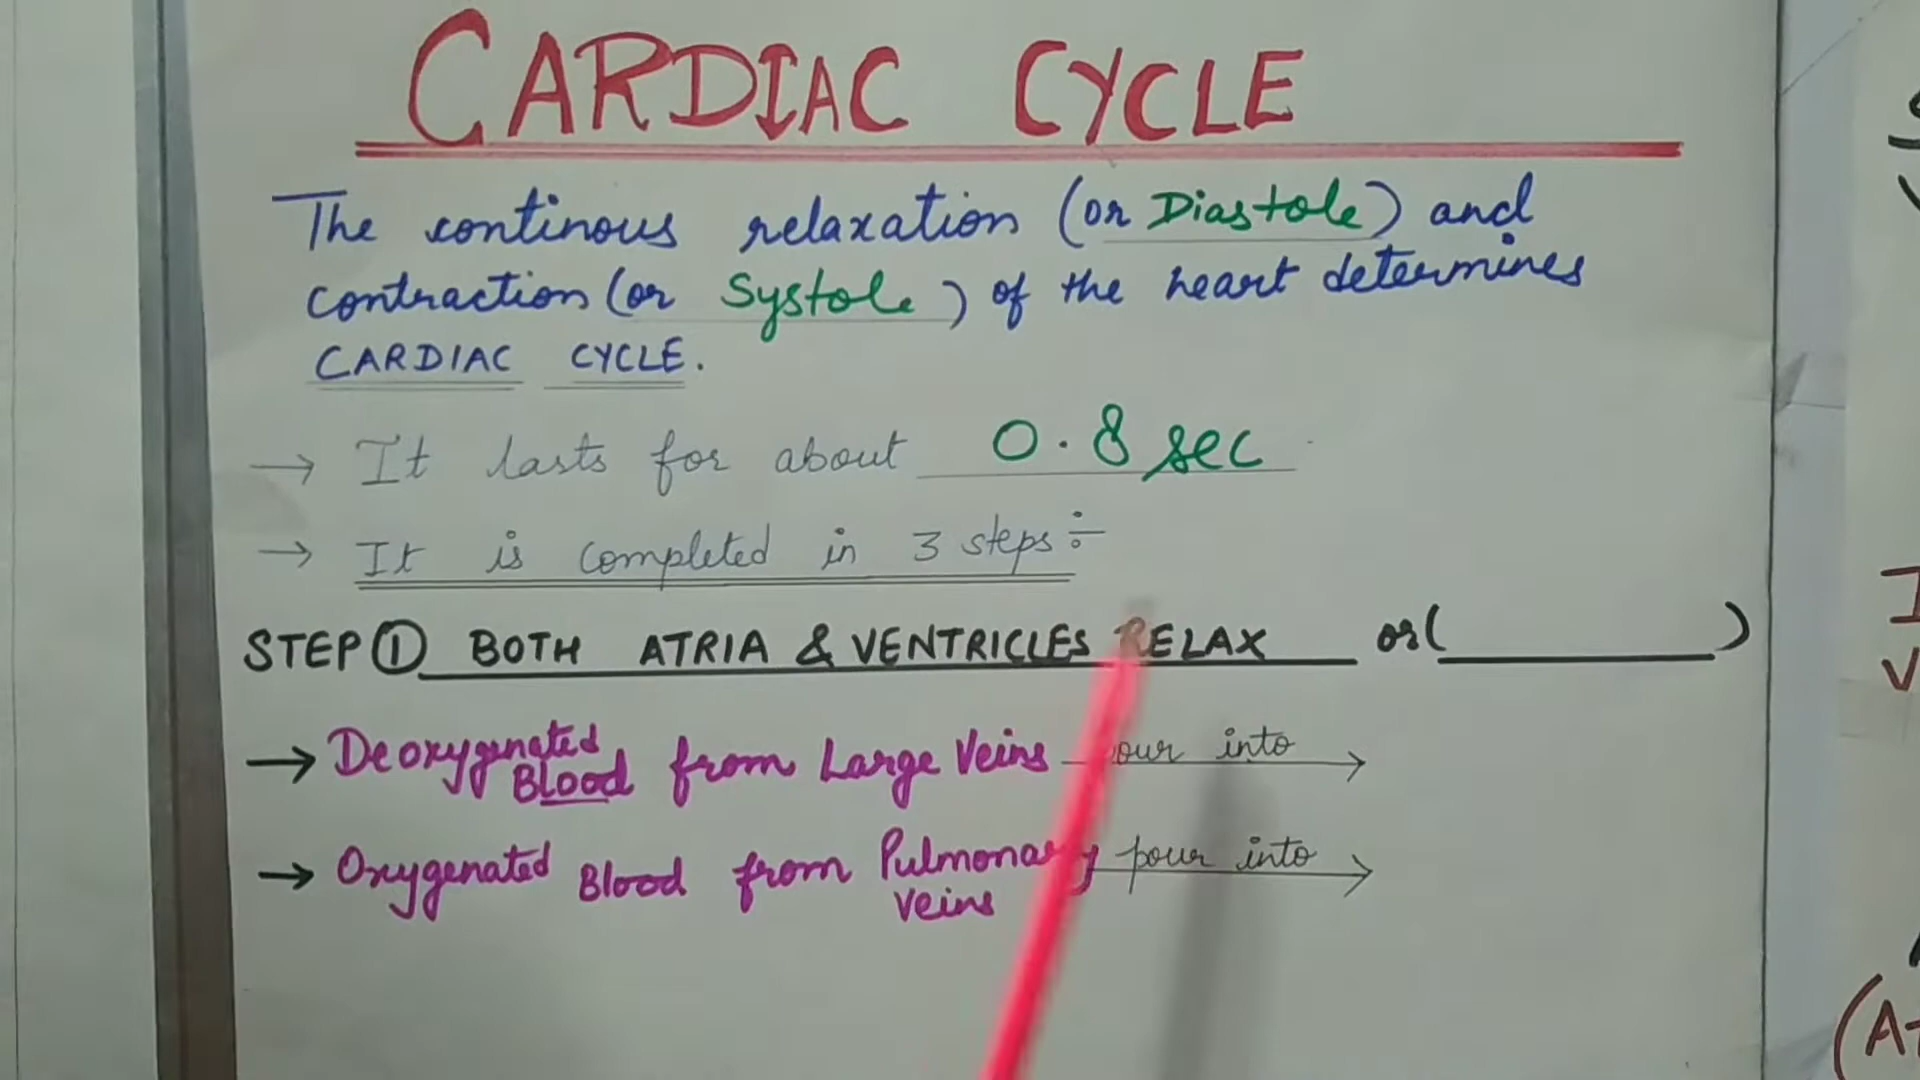 CARDIAC CYCLE
The continous relaxation (or Diastole) and
contraction (or Systole) of the heart determines
CARDIAC CYCLE.
→ It lasts for about 0.8 sec
→ It is completed in 3 steps ÷
STEP ① BOTH ATRIA & VENTRICLES RELAX or (____________)
→ Deoxygenated Blood from Large Veins pour into →
→ Oxygenated Blood from Pulmonary Veins pour into →